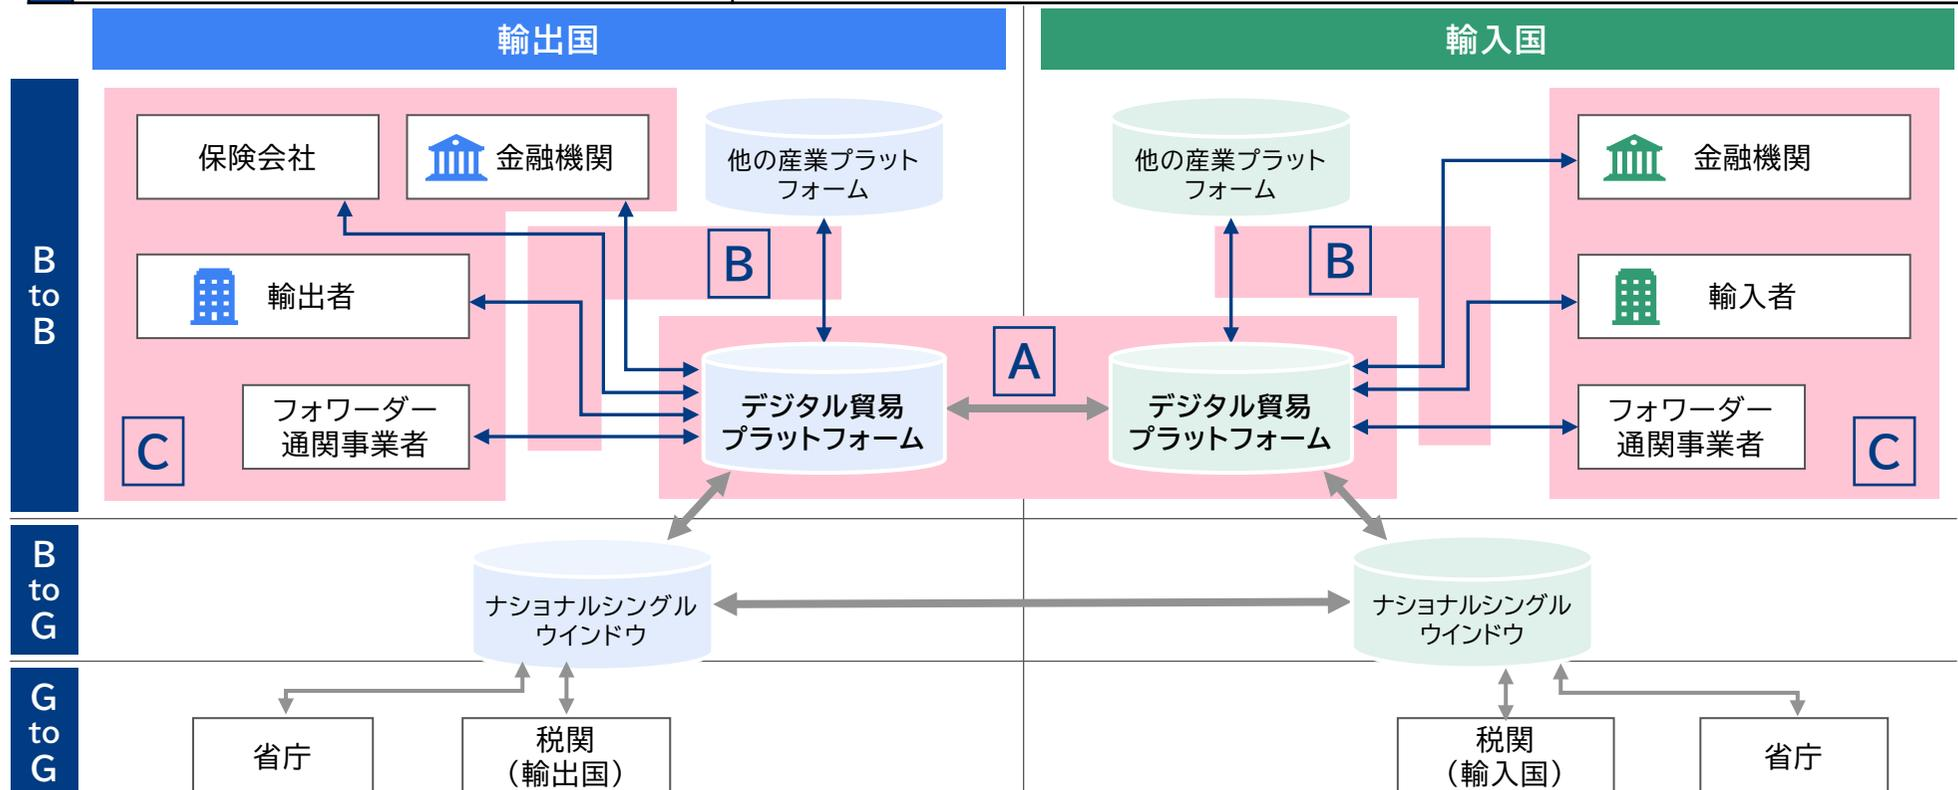 輸出国
輸入国
B
to
B
保険会社
金融機関
他の産業プラット
フォーム
他の産業プラット
フォーム
金融機関
B
B
輸出者
輸入者
A
デジタル貿易
プラットフォーム
デジタル貿易
プラットフォーム
フォワーダー
通関事業者
フォワーダー
通関事業者
C
C
B
to
G
ナショナルシングル
ウインドウ
ナショナルシングル
ウインドウ
G
to
G
省庁
税関
（輸出国）
税関
（輸入国）
省庁